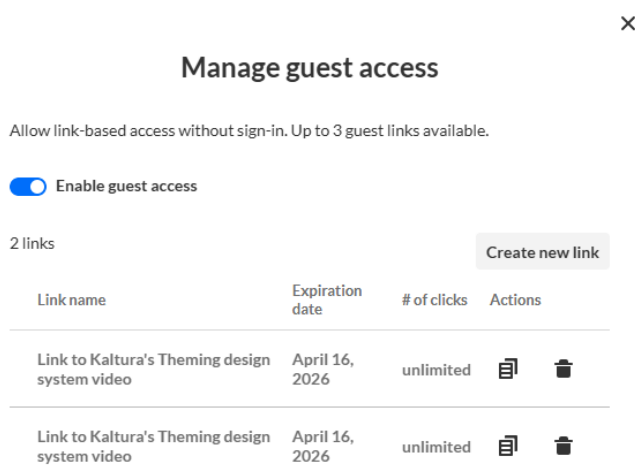 Manage guest access
Allow link-based access without sign-in. Up to 3 guest links available.
Enable guest access
2 links
Create new link
Link name
Expiration
date
# of clicks
Actions
Link to Kaltura's Theming design
system video
April 16,
2026
unlimited
Link to Kaltura's Theming design
system video
April 16,
2026
unlimited